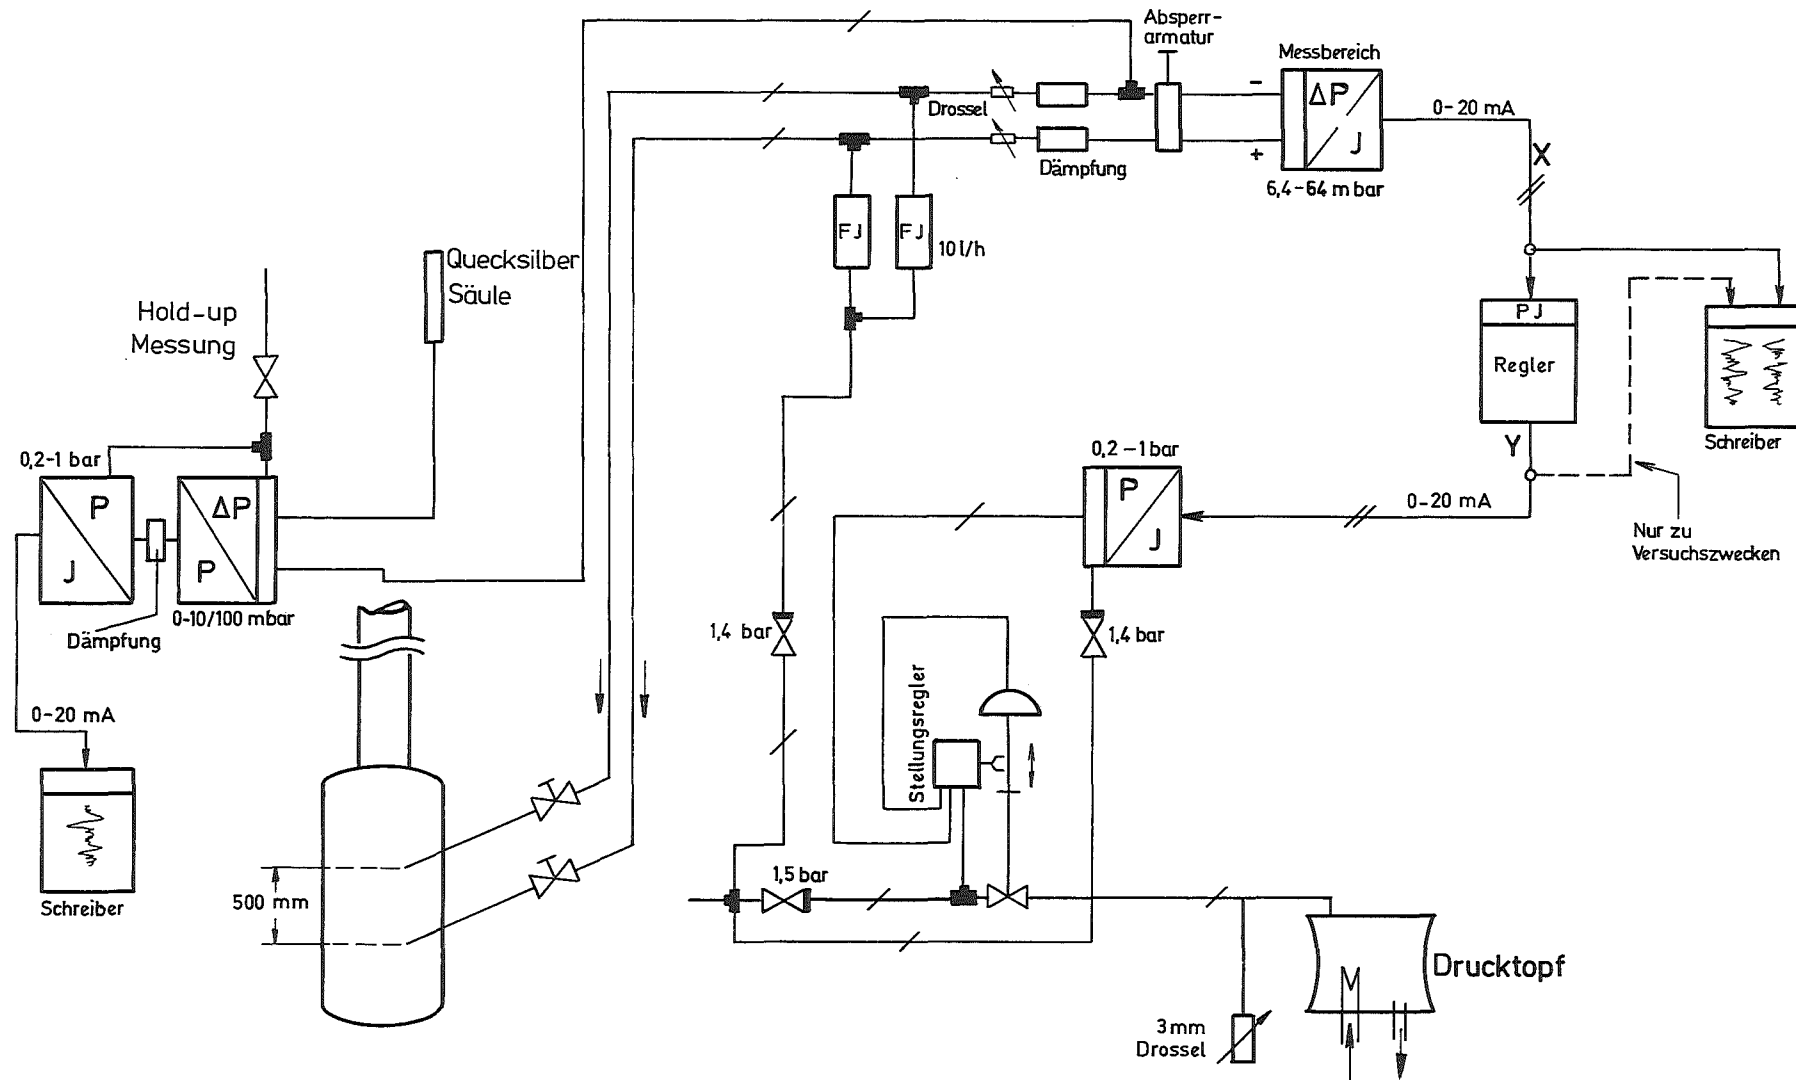 Absperr-
armatur
Messbereich
-
ΔP
J
+
6,4-64 mbar
0-20 mA
X
Drossel
Dämpfung
FJ
FJ
10 l/h
Quecksilber
Säule
Hold-up
Messung
0,2-1 bar
P
J
ΔP
P
0-10/100 mbar
Dämpfung
0-20 mA
Schreiber
500 mm
PJ
Regler
Y
Schreiber
0,2-1 bar
P
J
0-20 mA
Nur zu
Versuchszwecken
1,4 bar
1,4 bar
Stellungsregler
1,5 bar
Drucktopf
M
3 mm
Drossel